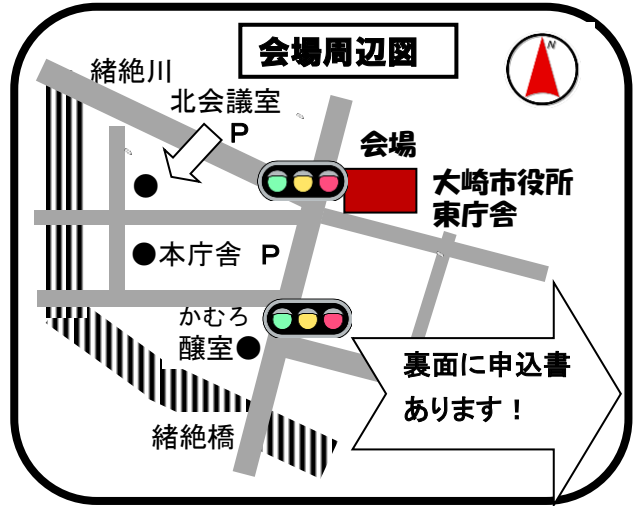 会場周辺図
N
緒絶川
北会議室
P
会場
大崎市役所
東庁舎
●本庁舎 P
かむろ
醸室●
裏面に申込書
あります！
緒絶橋